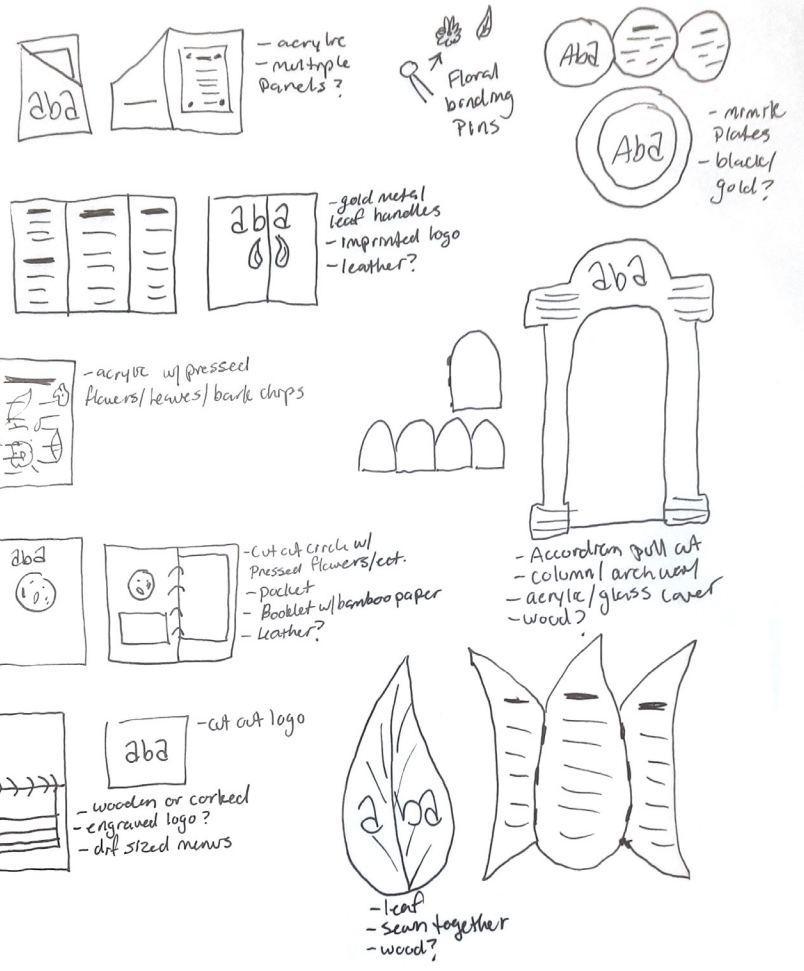 aba
- acrylic
- multiple
Panels?
Floral
binding
Pins
Aba
Aba
- mimik
plates
- black/
gold?
aba
- gold metal
leaf handles
- imprinted logo
- leather?
aba
- acrylic w/ pressed
flowers/leaves/bark chips
- Accordian pull out
- column/archway
- acrylic/glass cover
- wood?
aba
- Cut out circle w/
Pressed flowers/ect.
- pocket
- Booklet w/ bamboo paper
- Leather?
aba
- cut out logo
- wooden or corked
- engraved logo?
- dif sized menus
aba
- leaf
- sewn together
- wood?